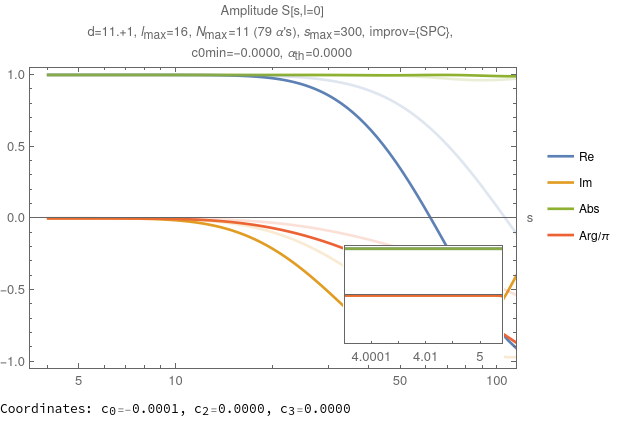 Amplitude S[s,l=0]
d=11.+1, lmax=16, Nmax=11 (79 α's), smax=300, improv={SPC},
c0min=-0.0000, αth=0.0000
1.0
0.5
0.0
-0.5
-1.0
s
5 10 50 100
4.0001 4.01 5
Re
Im
Abs
Arg/π
Coordinates: c0=-0.0001, c2=0.0000, c3=0.0000